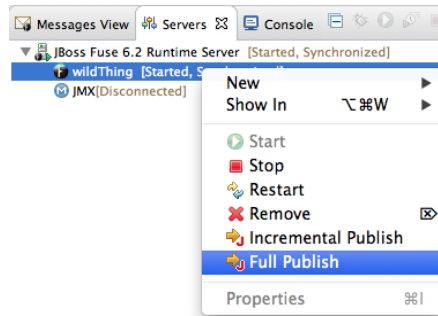 Messages View Servers Console
JBoss Fuse 6.2 Runtime Server [Started, Synchronized]
wildThing [Started,
JMX[Disconnected]
New
Show In ⌥⌘W
Start
Stop
Restart
Remove ⌦
Incremental Publish
Full Publish
Properties ⌘I